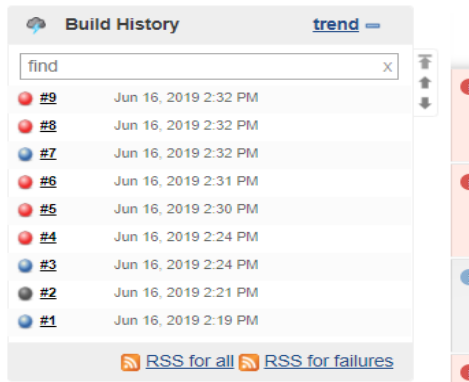 Build History trend
find x
#9 Jun 16, 2019 2:32 PM
#8 Jun 16, 2019 2:32 PM
#7 Jun 16, 2019 2:32 PM
#6 Jun 16, 2019 2:31 PM
#5 Jun 16, 2019 2:30 PM
#4 Jun 16, 2019 2:24 PM
#3 Jun 16, 2019 2:24 PM
#2 Jun 16, 2019 2:21 PM
#1 Jun 16, 2019 2:19 PM
RSS for all RSS for failures